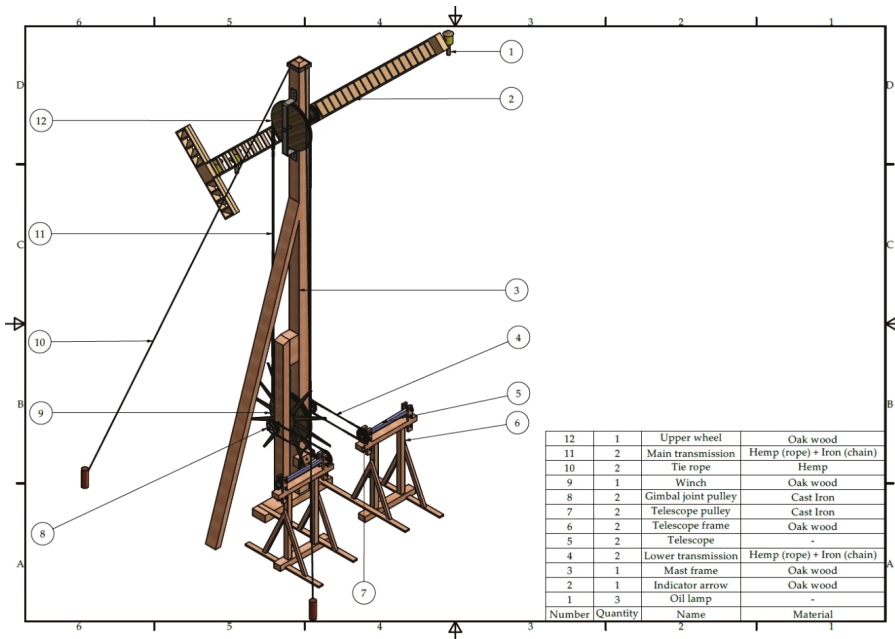 6 5 4 3 2 1
D D
1
2
12
11
C C
3
10
4
B B
5
9
6
8
7
A A
12 1 Upper wheel Oak wood
11 2 Main transmission Hemp (rope) + Iron (chain)
10 2 Tie rope Hemp
9 1 Winch Oak wood
8 2 Gimbal joint pulley Cast Iron
7 2 Telescope pulley Cast Iron
6 2 Telescope frame Oak wood
5 2 Telescope -
4 2 Lower transmission Hemp (rope) + Iron (chain)
3 1 Mast frame Oak wood
2 1 Indicator arrow Oak wood
1 3 Oil lamp -
Number Quantity Name Material
6 5 4 3 2 1